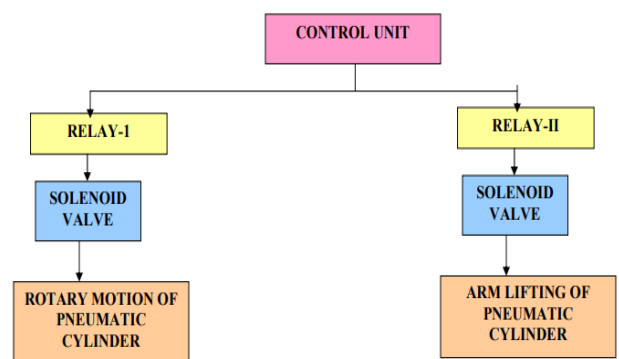 CONTROL UNIT
RELAY-1
RELAY-II
SOLENOID
VALVE
SOLENOID
VALVE
ROTARY MOTION OF
PNEUMATIC
CYLINDER
ARM LIFTING OF
PNEUMATIC
CYLINDER